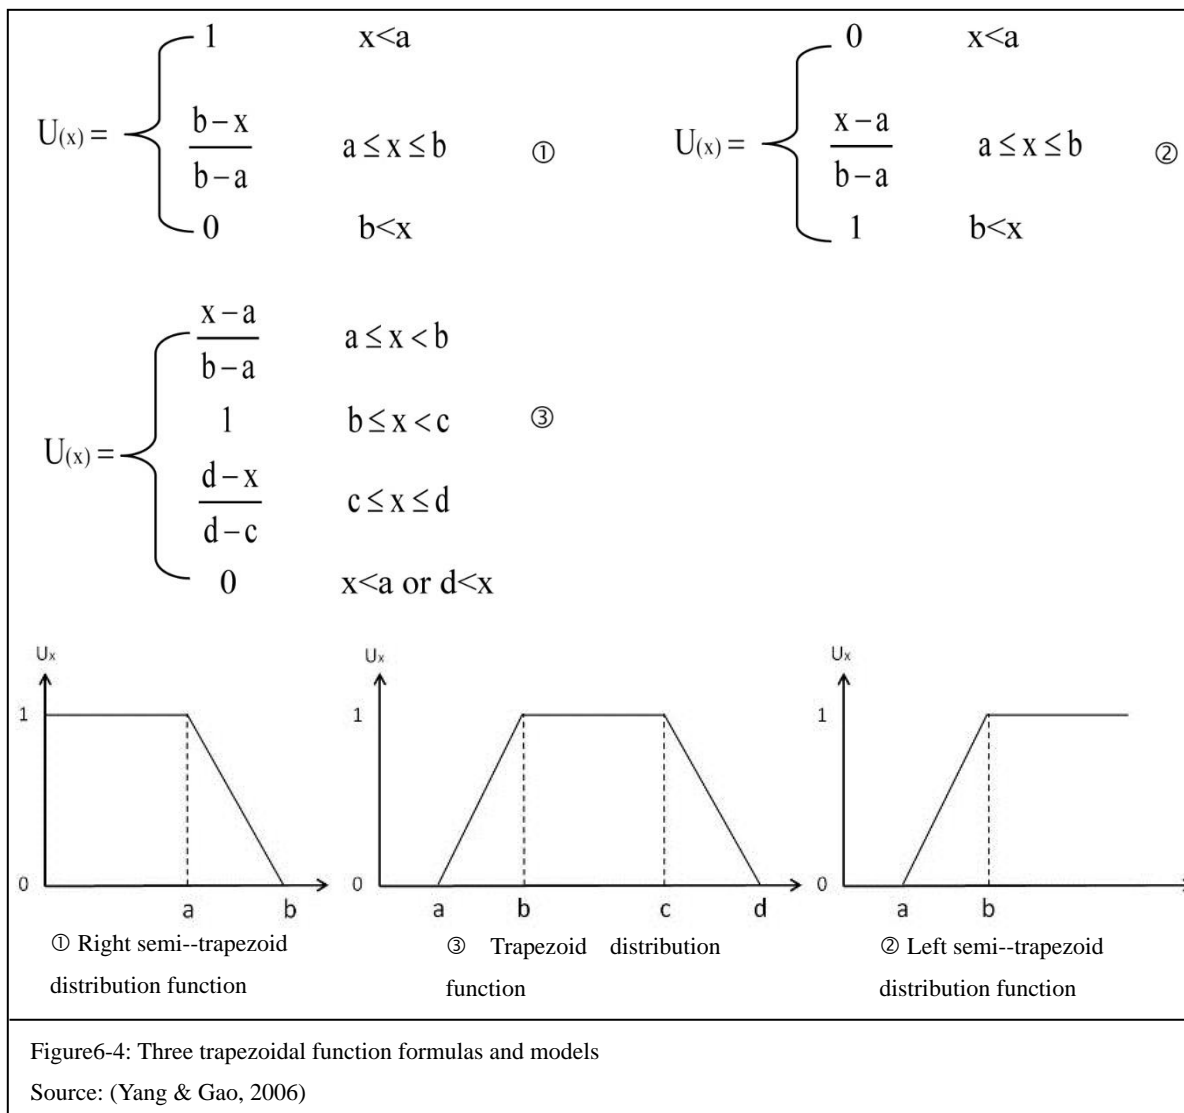 1 x<a
U(x) = b−x / b−a a ≤ x ≤ b ①
0 b<x
0 x<a
U(x) = x−a / b−a a ≤ x ≤ b ②
1 b<x
x−a / b−a a ≤ x < b
1 b ≤ x < c ③
U(x) =
d−x / d−c c ≤ x ≤ d
0 x<a or d<x
Ux
1
0
a b
① Right semi--trapezoid
distribution function
Ux
1
0
a b c d
③ Trapezoid distribution
function
Ux
1
0
a b
② Left semi--trapezoid
distribution function
Figure6-4: Three trapezoidal function formulas and models
Source: (Yang & Gao, 2006)